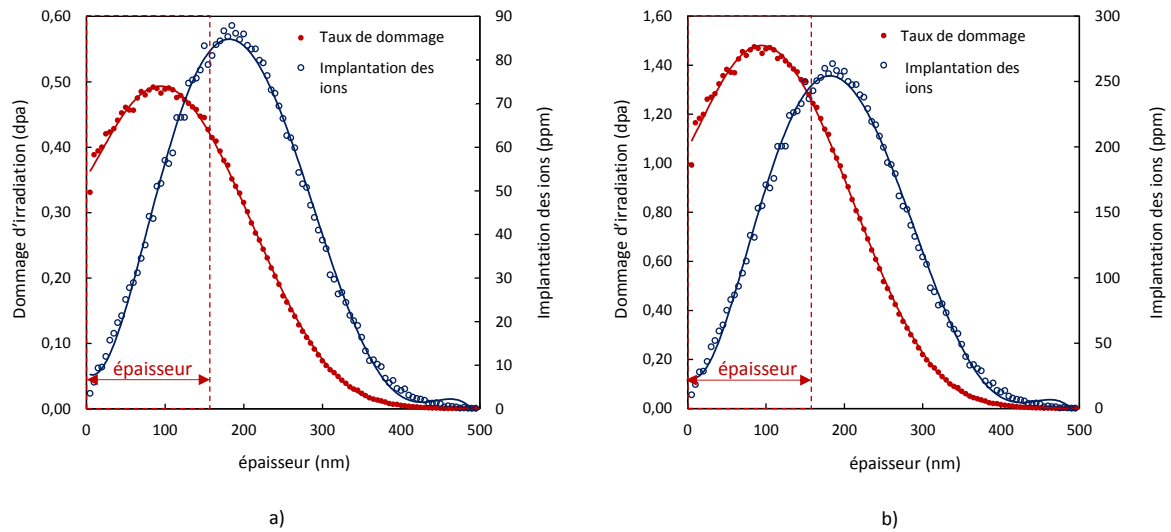 0,60
0,50
0,40
0,30
0,20
0,10
0,00
Dommage d'irradiation (dpa)
90
80
70
60
50
40
30
20
10
0
Implantation des ions (ppm)
Taux de dommage
Implantation des
ions
épaisseur
0 100 200 300 400 500
épaisseur (nm)
a)
1,60
1,40
1,20
1,00
0,80
0,60
0,40
0,20
0,00
Dommage d'irradiation (dpa)
300
250
200
150
100
50
0
Implantation des ions (ppm)
Taux de dommage
Implantation des
ions
épaisseur
0 100 200 300 400 500
épaisseur (nm)
b)